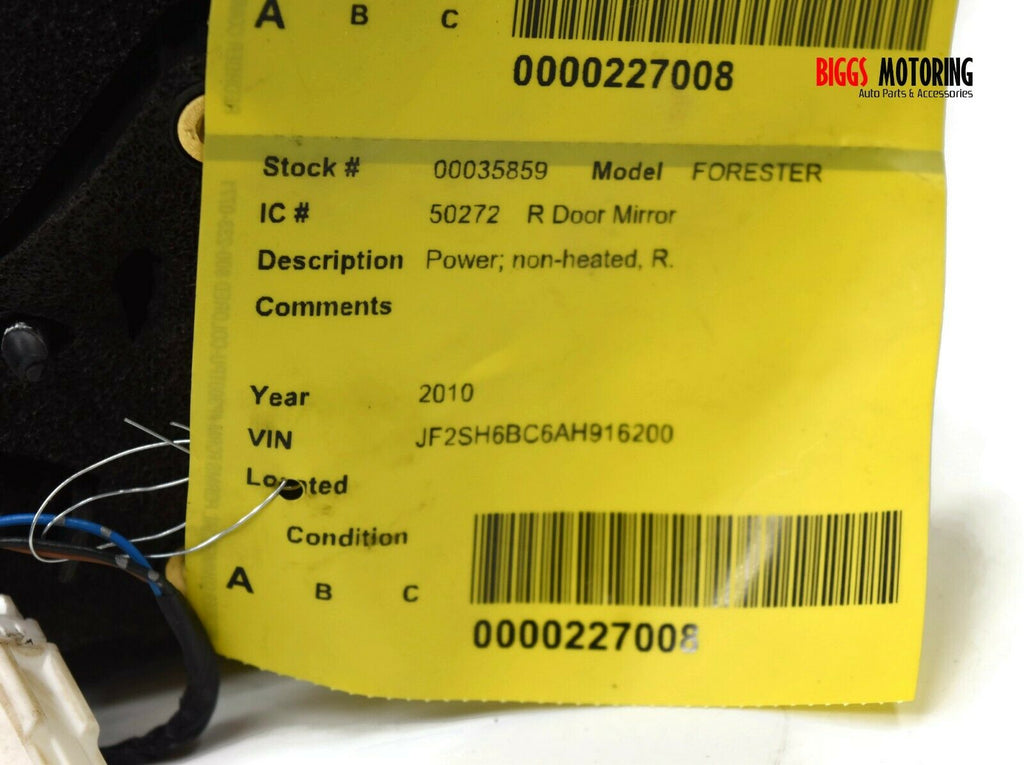 A B C
0000227008
BIGGS MOTORING
Auto Parts & Accessories
Stock # 00035859 Model FORESTER
IC # 50272 R Door Mirror
Description Power; non-heated, R.
Comments
Year 2010
VIN JF2SH6BC6AH916200
Located
Condition
A B C
0000227008